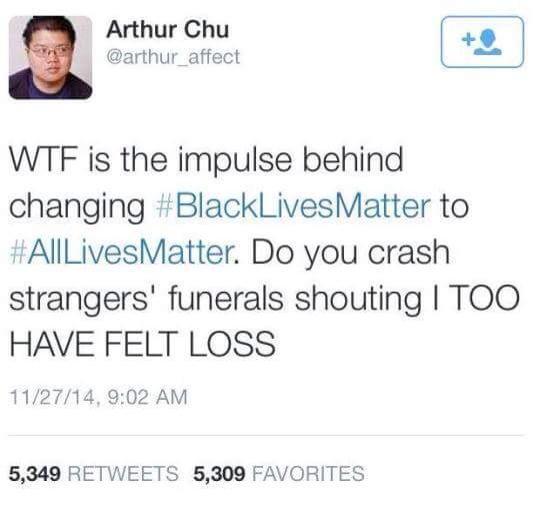 Arthur Chu
@arthur_affect
WTF is the impulse behind
changing #BlackLivesMatter to
#AllLivesMatter. Do you crash
strangers' funerals shouting I TOO
HAVE FELT LOSS
11/27/14, 9:02 AM
5,349 RETWEETS 5,309 FAVORITES